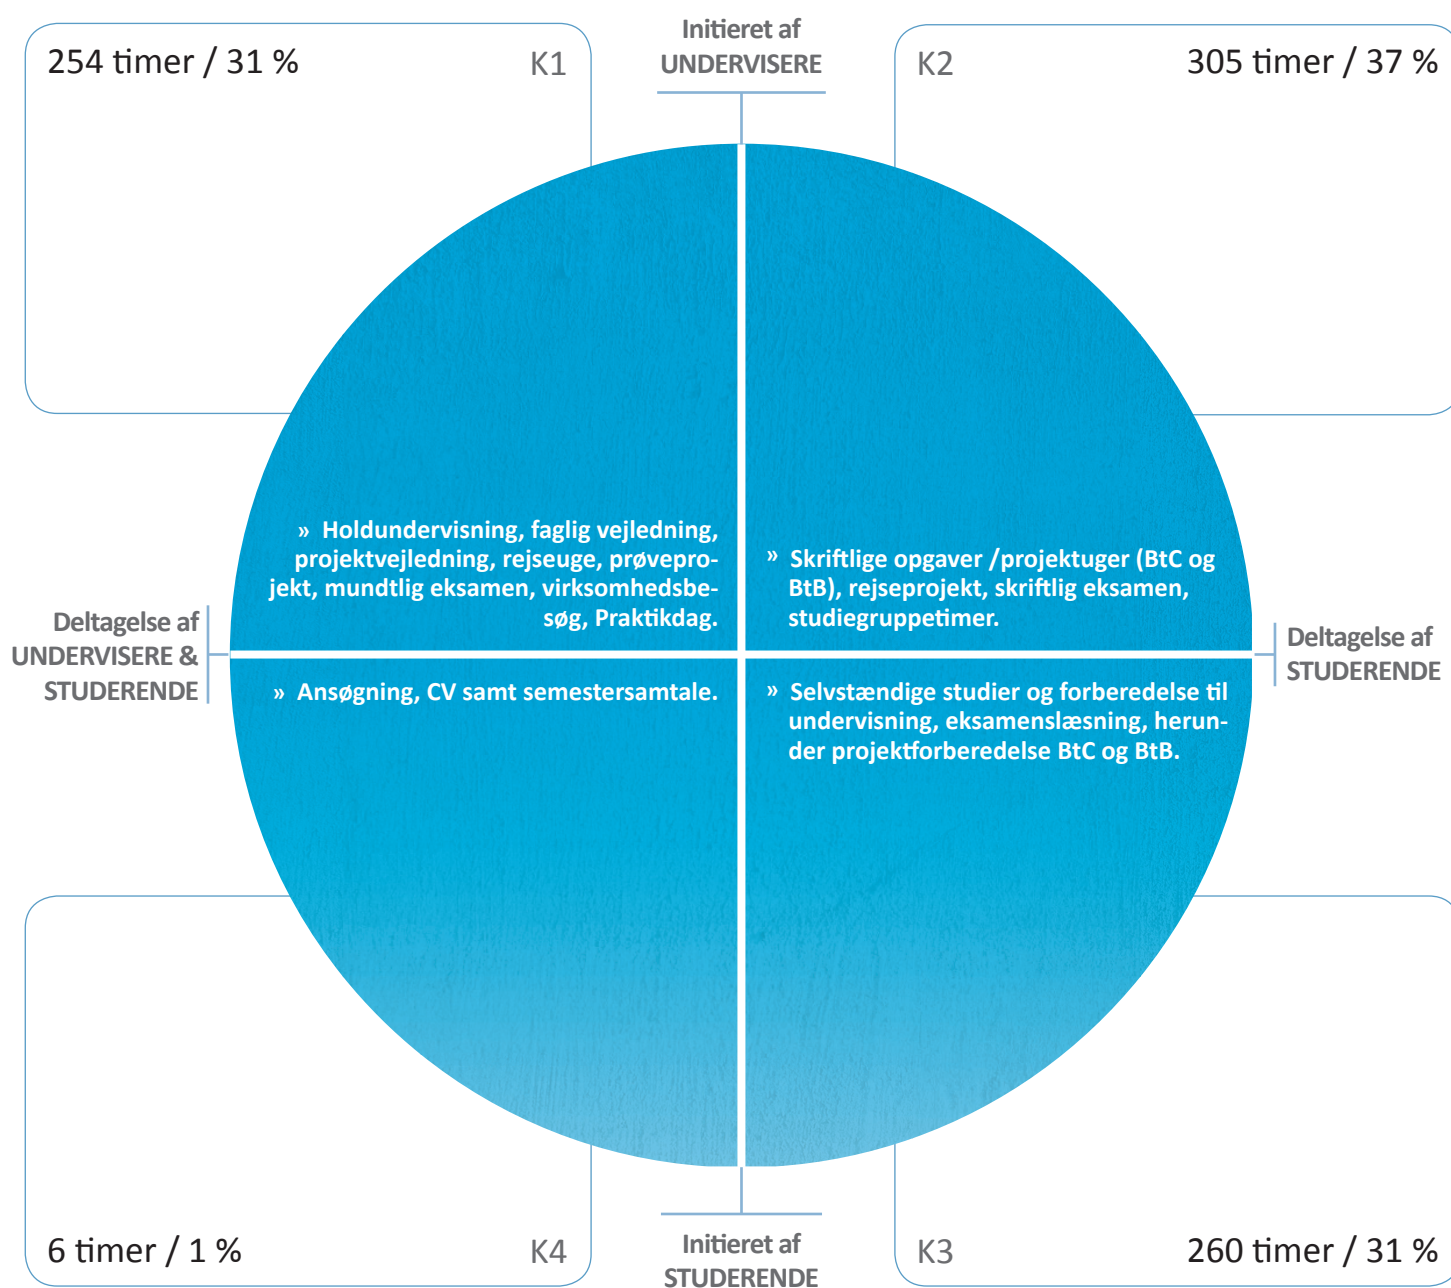 254 timer / 31 %
K1
Initieret af
UNDERVISERE
K2
305 timer / 37 %
» Holdundervisning, faglig vejledning,
projektvejledning, rejseuge, prøvepro-
jekt, mundtlig eksamen, virksomhedsbe-
søg, Praktikdag.
» Skriftlige opgaver /projektuger (BtC og
BtB), rejseprojekt, skriftlig eksamen,
studiegruppetimer.
Deltagelse af
UNDERVISERE &
STUDERENDE
Deltagelse af
STUDERENDE
» Ansøgning, CV samt semestersamtale.
» Selvstændige studier og forberedelse til
undervisning, eksamenslæsning, herun-
der projektforberedelse BtC og BtB.
6 timer / 1 %
K4
Initieret af
STUDERENDE
K3
260 timer / 31 %